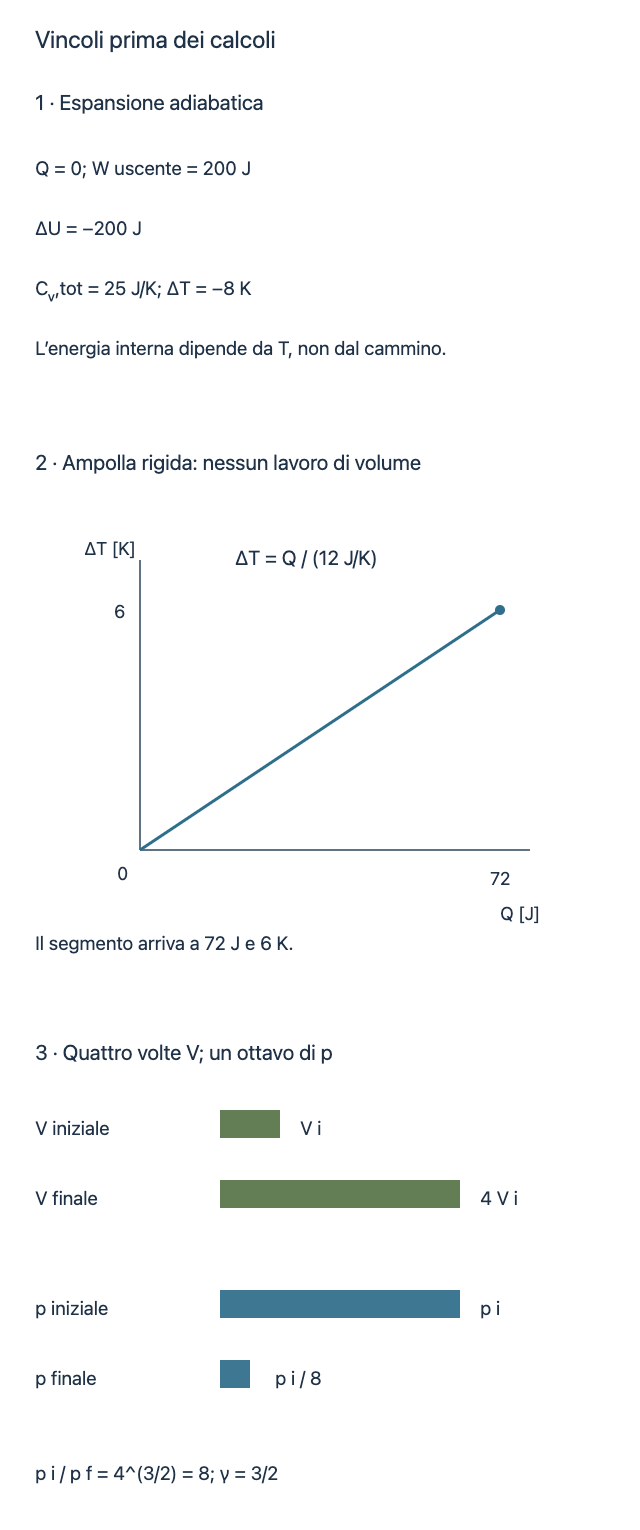 Vincoli prima dei calcoli
1 · Espansione adiabatica
Q = 0; W uscente = 200 J
ΔU = −200 J
Cᵥ,tot = 25 J/K; ΔT = −8 K
L’energia interna dipende da T, non dal cammino.
2 · Ampolla rigida: nessun lavoro di volume
ΔT [K]
ΔT = Q / (12 J/K)
6
0
72
Q [J]
Il segmento arriva a 72 J e 6 K.
3 · Quattro volte V; un ottavo di p
V iniziale V i
V finale 4 V i
p iniziale p i
p finale p i / 8
p i / p f = 4^(3/2) = 8; γ = 3/2